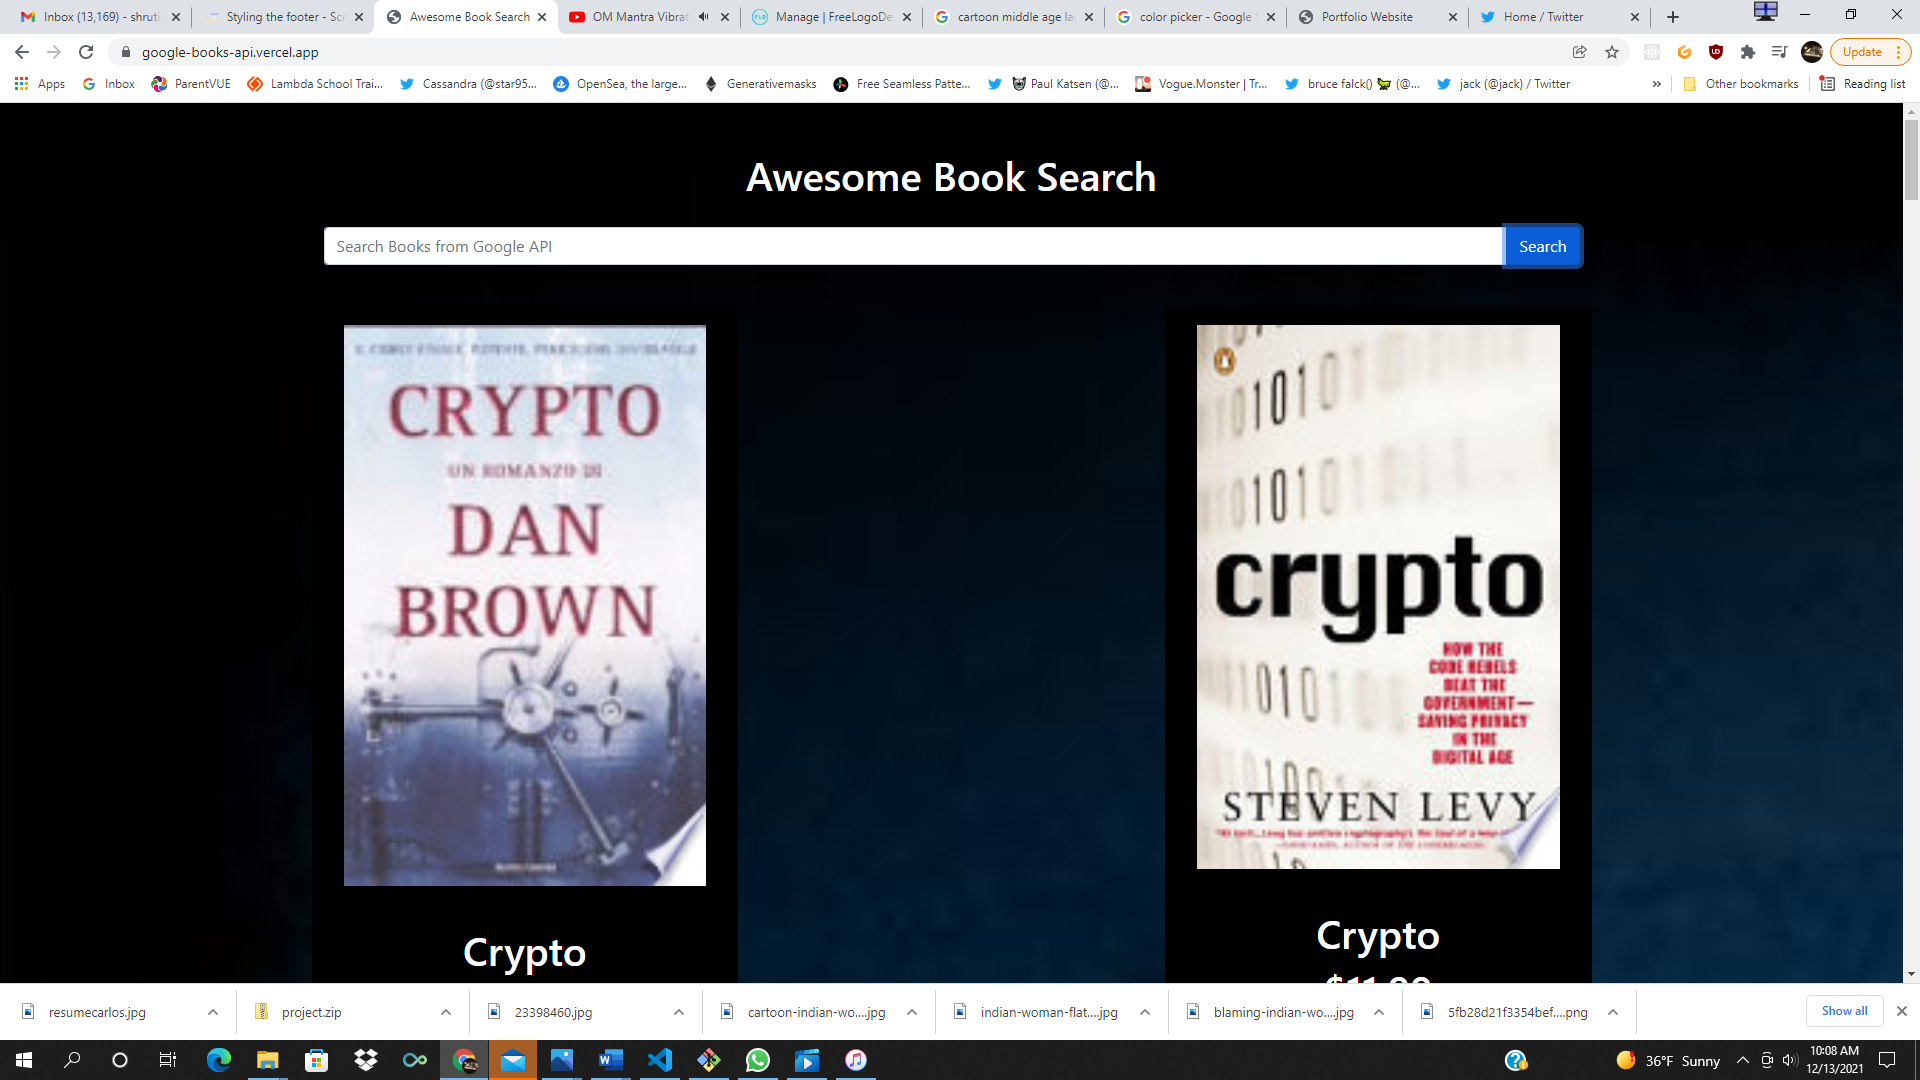 Inbox (13,169) - shruti
Styling the footer - Scr
Awesome Book Search
OM Mantra Vibrat
Manage | FreeLogoDe
cartoon middle age la
color picker - Google S
Portfolio Website
Home / Twitter
google-books-api.vercel.app
Update
Apps
Inbox
ParentVUE
Lambda School Trai...
Cassandra (@star95...
OpenSea, the large...
Generativemasks
Free Seamless Patte...
Paul Katsen (@...
Vogue.Monster | Tr...
bruce falck() 🦆 (@...
jack (@jack) / Twitter
»
Other bookmarks
Reading list
Awesome Book Search
Search Books from Google API
Search
CRYPTO
UN ROMANZO DI
DAN
BROWN
Crypto
1010101
crypto
HOW THE
CODE REBELS
BEAT THE
GOVERNMENT—
SAVING PRIVACY
IN THE
DIGITAL AGE
STEVEN LEVY
Crypto
$11.99
resumecarlos.jpg
project.zip
23398460.jpg
cartoon-indian-wo....jpg
indian-woman-flat....jpg
blaming-indian-wo....jpg
5fb28d21f3354bef....png
Show all
36°F Sunny
10:08 AM
12/13/2021